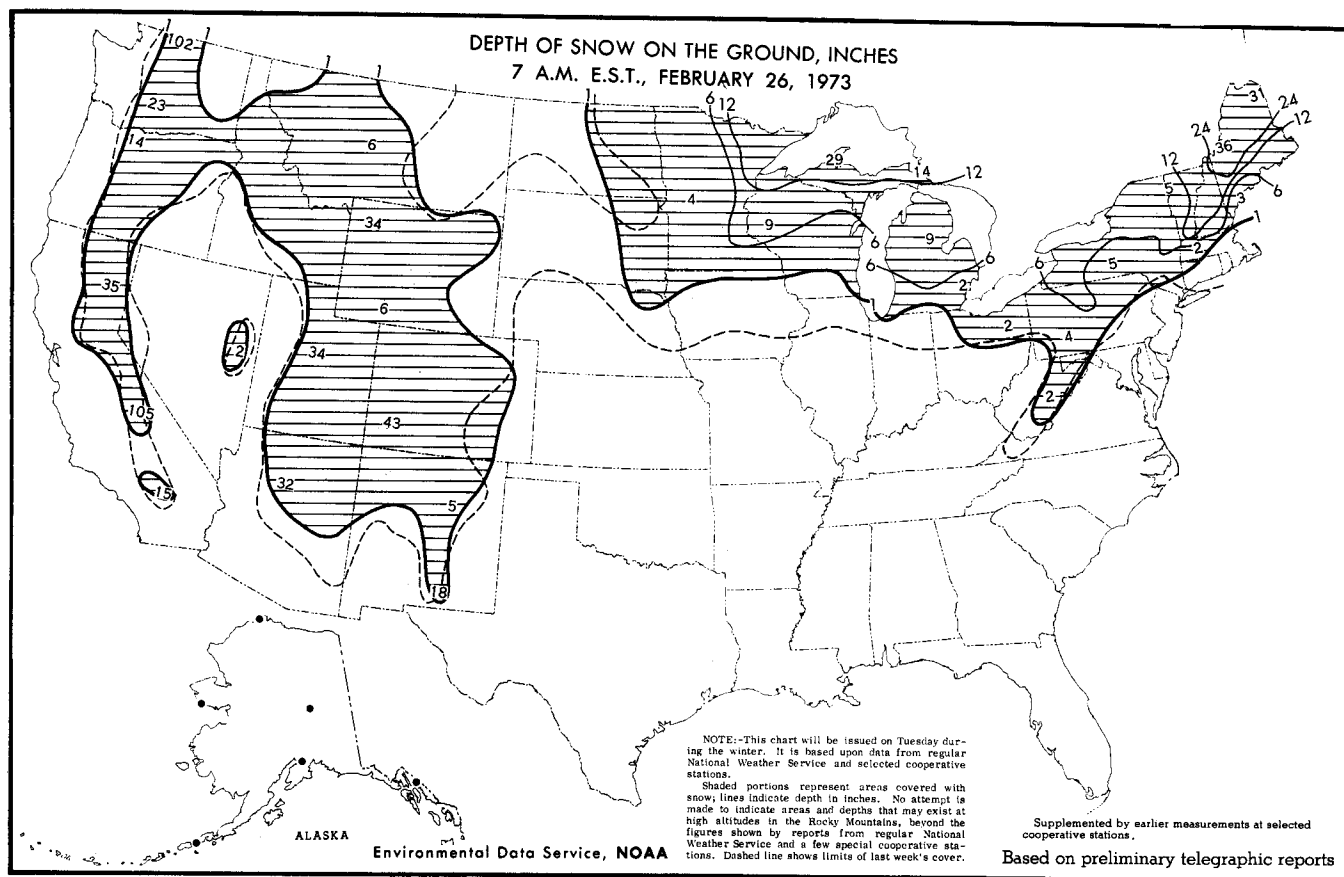 DEPTH OF SNOW ON THE GROUND, INCHES
7 A.M. E.S.T., FEBRUARY 26, 1973
1
102
1
1
1
1
6
12
31
24
12
24
23
14
6
36
29
14
12
12
5
6
3
4
34
9
1
9
1
6
2
6
6
6
5
35
2
6
1
2
4
2
34
105
43
2
15
32
5
18
NOTE:-This chart will be issued on Tuesday dur-
ing the winter. It is based upon data from regular
National Weather Service and selected cooperative
stations.
Shaded portions represent areas covered with
snow; lines indicate depth in inches. No attempt is
made to indicate areas and depths that may exist at
high altitudes in the Rocky Mountains, beyond the
figures shown by reports from regular National
Weather Service and a few special cooperative sta-
tions. Dashed line shows limits of last week's cover.
ALASKA
Environmental Data Service, NOAA
Supplemented by earlier measurements at selected
cooperative stations.
Based on preliminary telegraphic reports